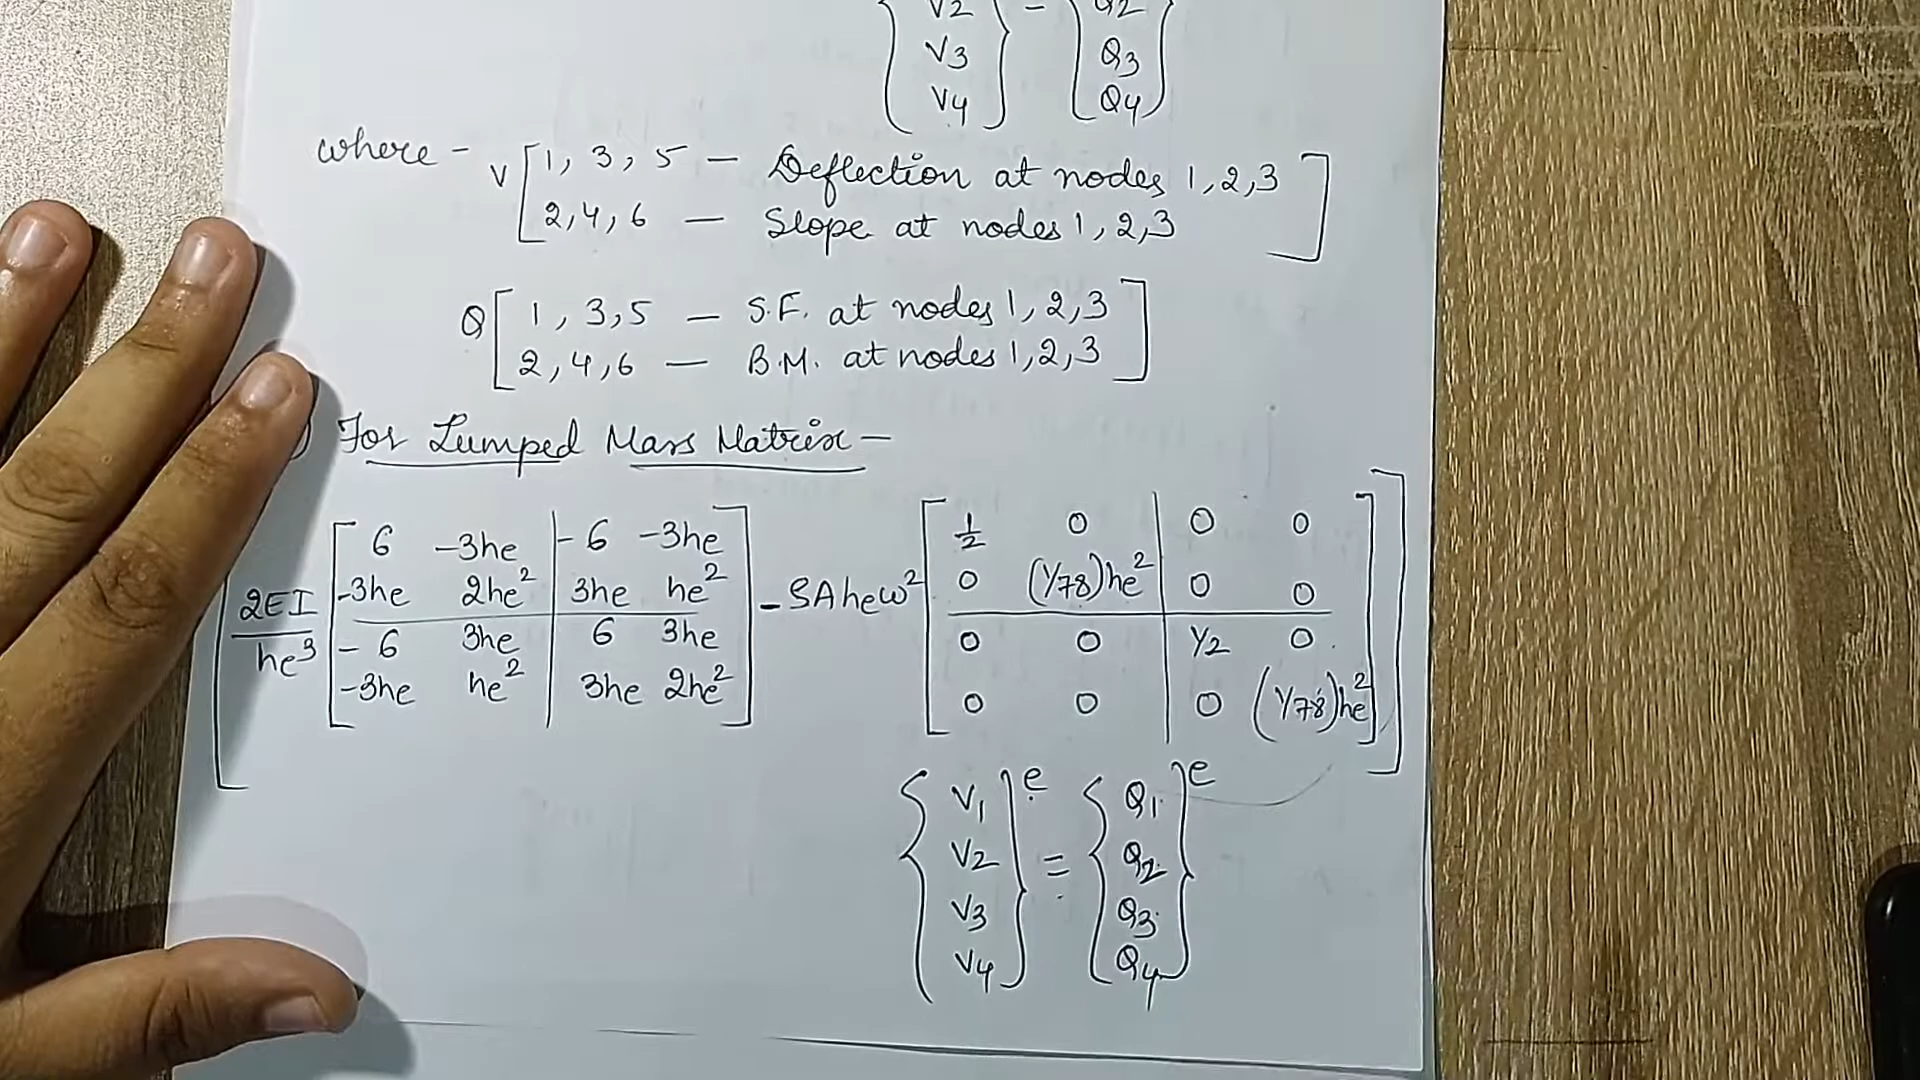 V2 = Q2
V3 Q3
V4 Q4
where - V [ 1, 3, 5 — Deflection at nodes 1,2,3 ]
2,4,6 — Slope at nodes 1,2,3
Q [ 1, 3,5 — S.F. at nodes 1,2,3 ]
2,4,6 — B.M. at nodes 1,2,3
) For Lumped Mass Matrix —
6 -3he -6 -3he 1/2 0 0 0
-3he 2he² 3he he² 0 (1/78)he² 0 0
2EI/he³ - SAheω²
-6 3he 6 3he 0 0 1/2 0
-3he he² 3he 2he² 0 0 0 (1/78)he²
{ V1 }e = { Q1 }e
V2 Q2
V3 Q3
V4 Q4